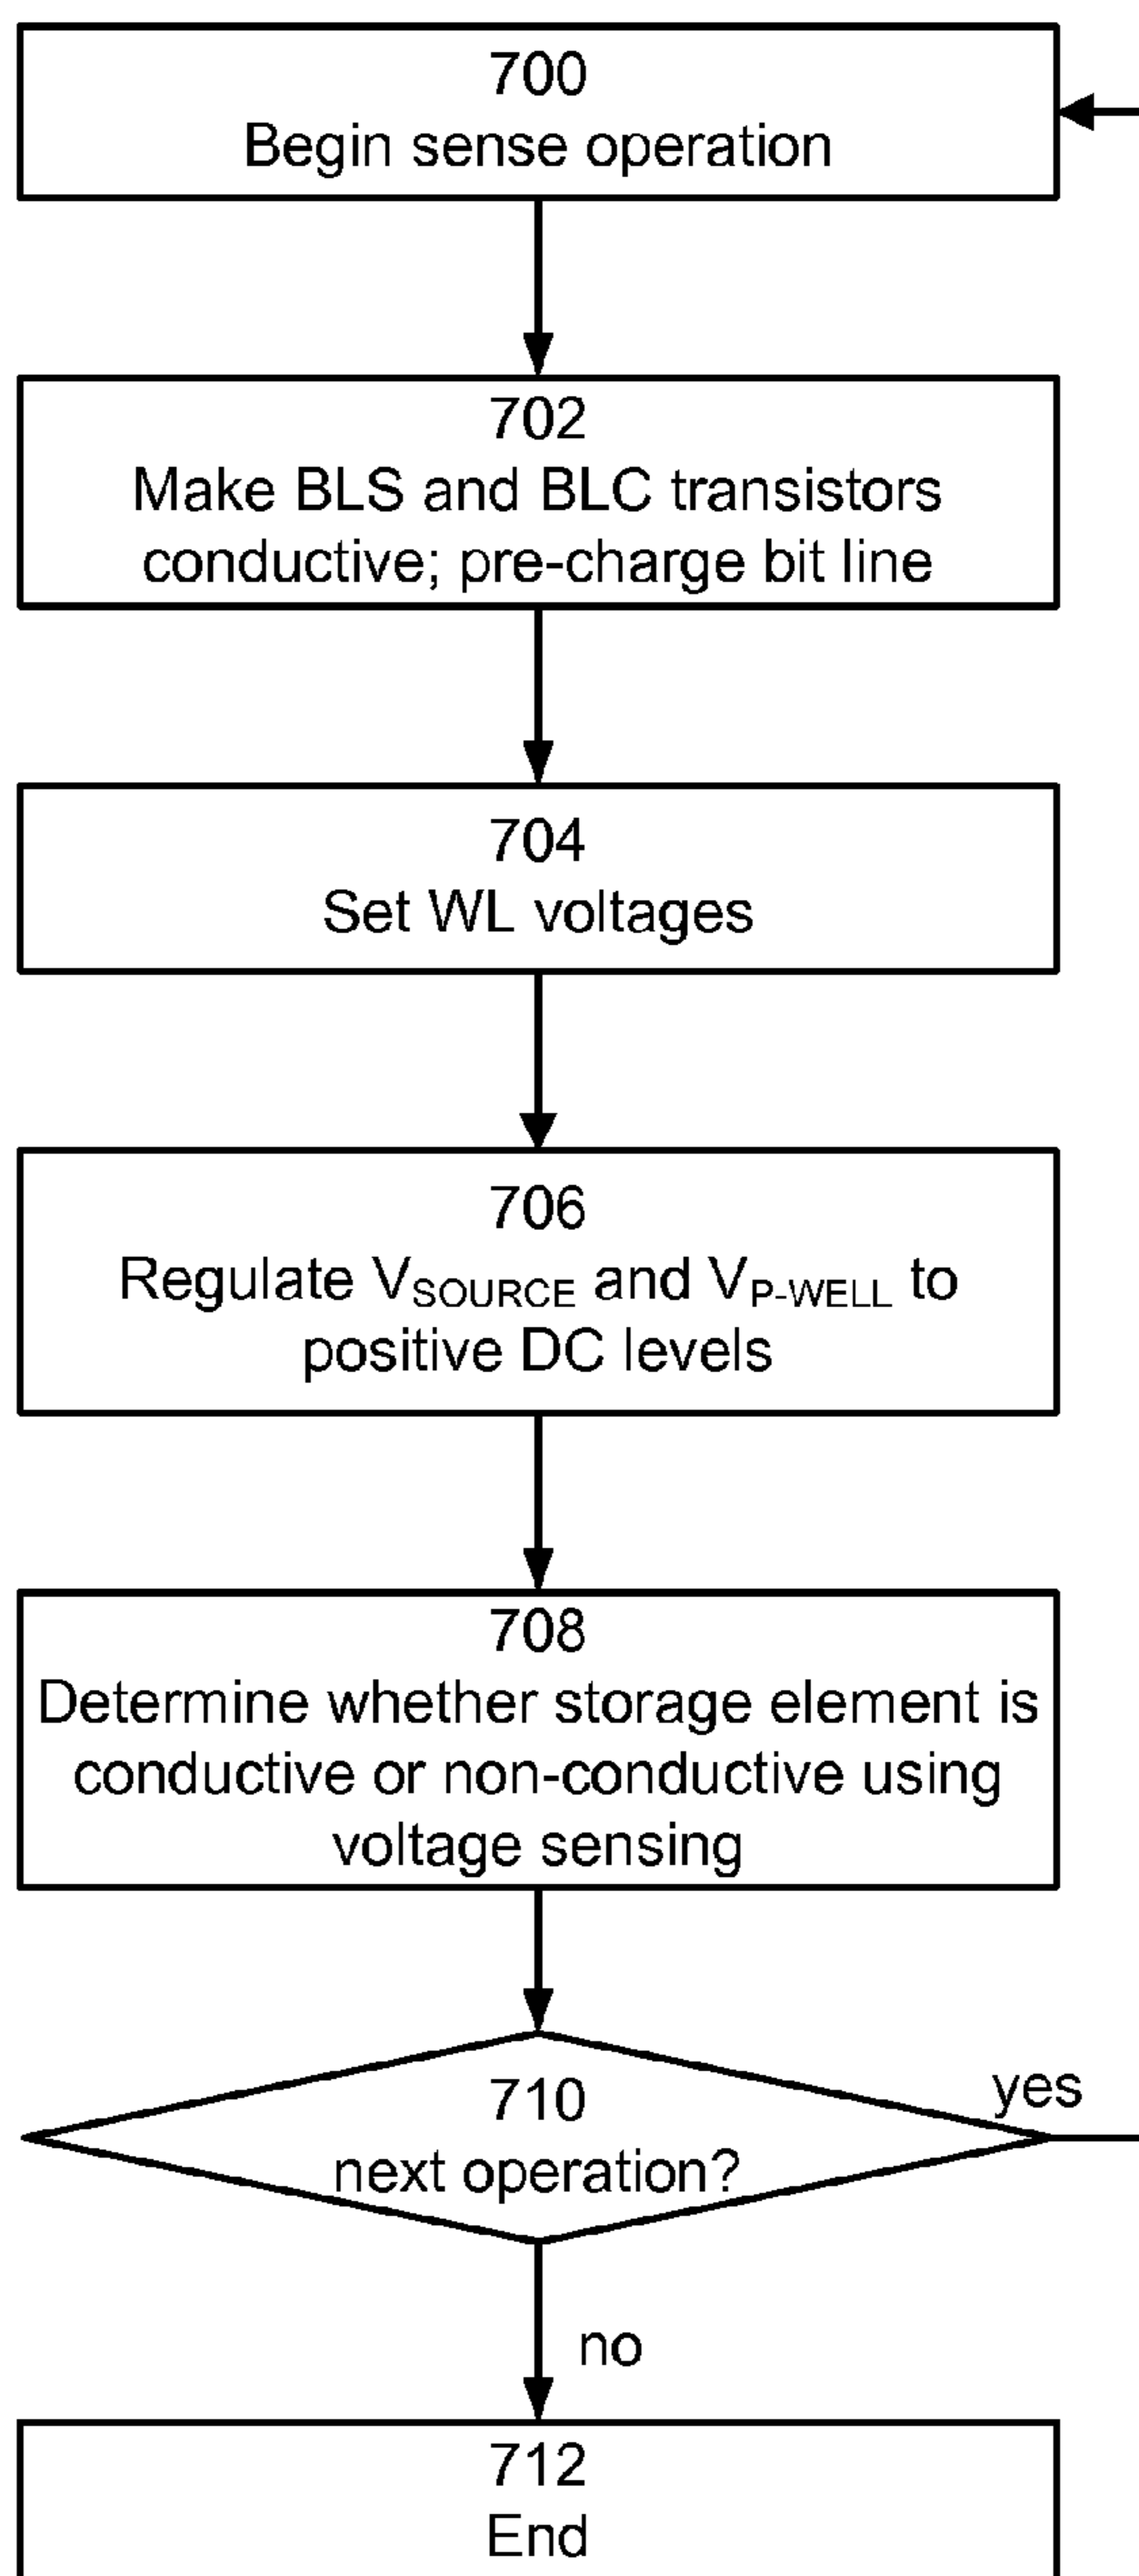 700
Begin sense operation
702
Make BLS and BLC transistors
conductive; pre-charge bit line
704
Set WL voltages
706
Regulate VSOURCE and VP-WELL to
positive DC levels
708
Determine whether storage element is
conductive or non-conductive using
voltage sensing
710
next operation?
yes
no
712
End